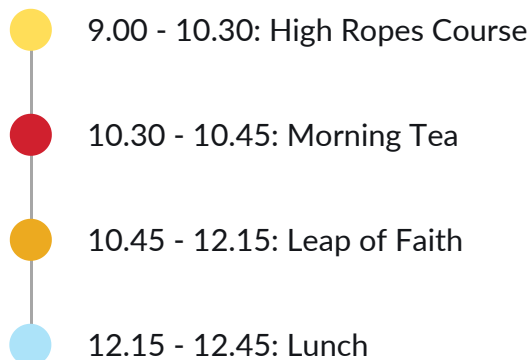 9.00 - 10.30: High Ropes Course
10.30 - 10.45: Morning Tea
10.45 - 12.15: Leap of Faith
12.15 - 12.45: Lunch